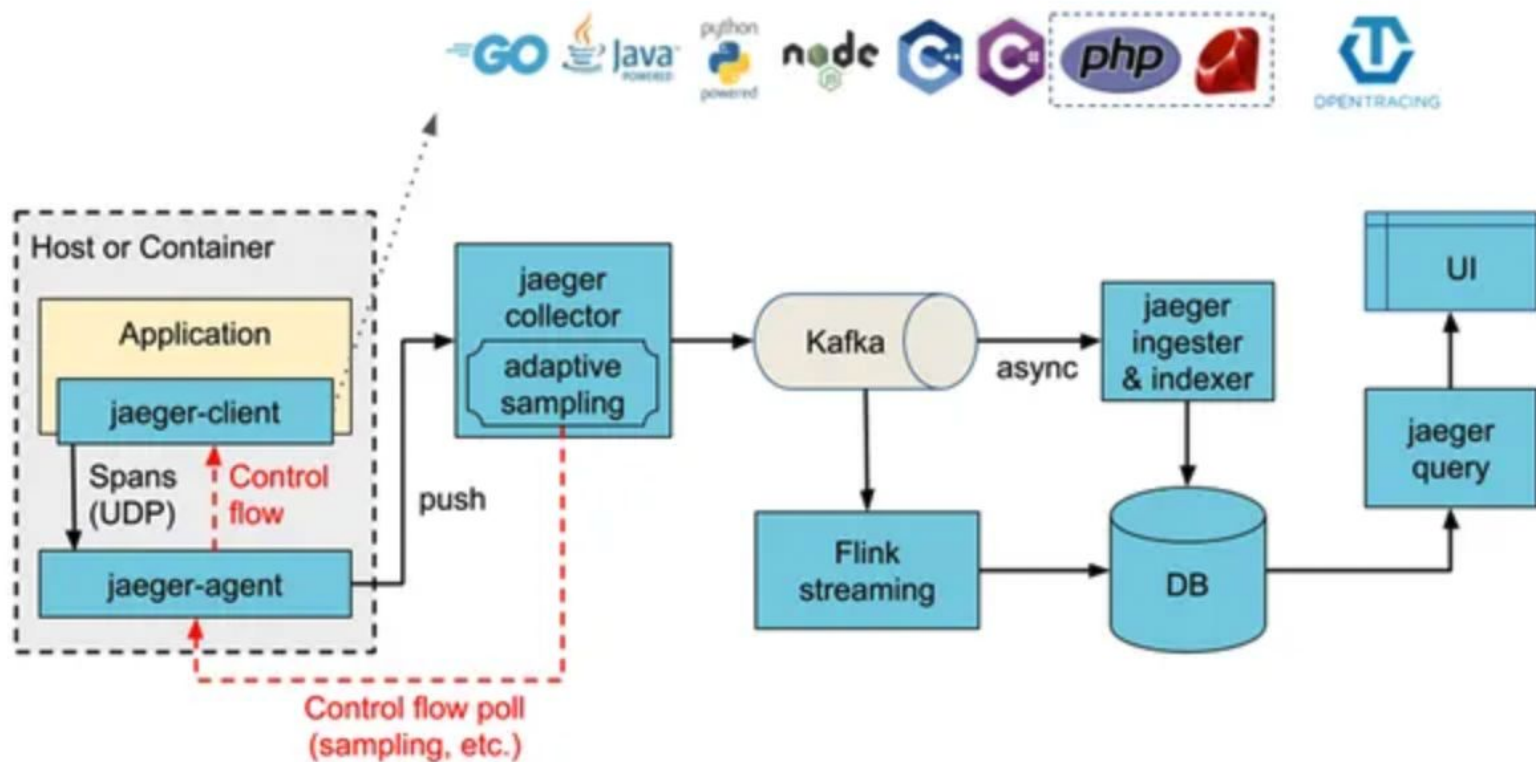 GO
Java
POWERED
python
powered
node
JS
C++
C#
php
OPENTRACING
Host or Container
Application
jaeger-client
Spans
(UDP)
Control
flow
jaeger-agent
push
jaeger
collector
adaptive
sampling
Control flow poll
(sampling, etc.)
Kafka
async
jaeger
ingester
& indexer
Flink
streaming
DB
UI
jaeger
query